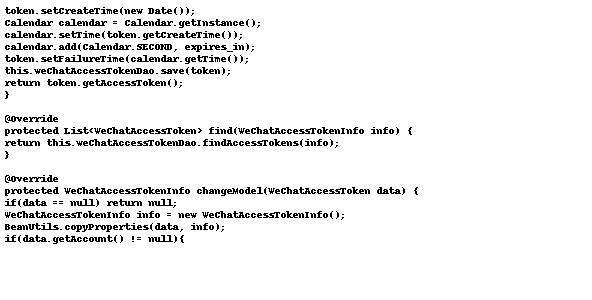 token.setCreateTime(new Date());
Calendar calendar = Calendar.getInstance();
calendar.setTime(token.getCreateTime());
calendar.add(Calendar.SECOND, expires_in);
token.setFailureTime(calendar.getTime());
this.weChatAccessTokenDao.save(token);
return token.getAccessToken();
}
@Override
protected List<WeChatAccessToken> find(WeChatAccessTokenInfo info) {
return this.weChatAccessTokenDao.findAccessTokens(info);
}
@Override
protected WeChatAccessTokenInfo changeModel(WeChatAccessToken data) {
if(data == null) return null;
WeChatAccessTokenInfo info = new WeChatAccessTokenInfo();
BeanUtils.copyProperties(data, info);
if(data.getAccount() != null){